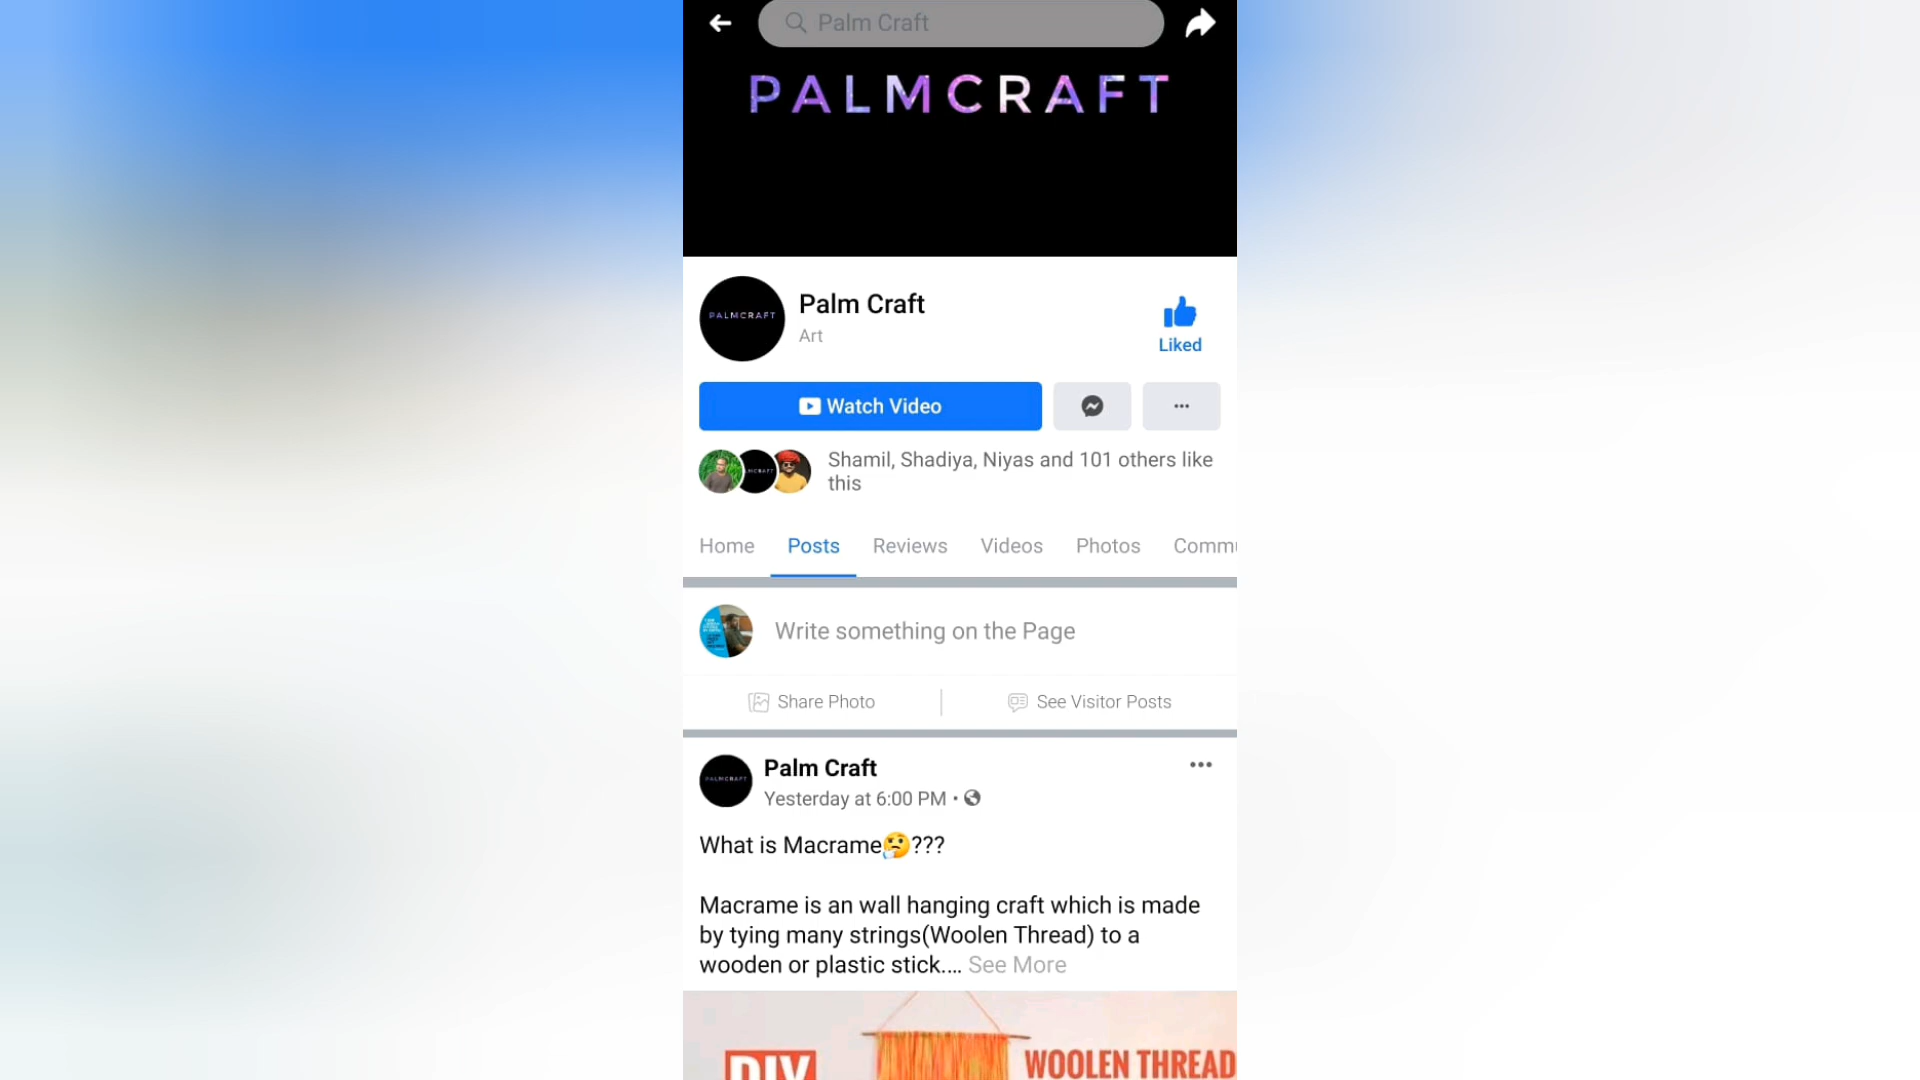 Palm Craft
PALMCRAFT
PALMCRAFT
Palm Craft
Art
Liked
Watch Video
Shamil, Shadiya, Niyas and 101 others like
this
Home Posts Reviews Videos Photos Commu
Write something on the Page
Share Photo
See Visitor Posts
PALMCRAFT
Palm Craft
Yesterday at 6:00 PM •
What is Macrame🤔???
Macrame is an wall hanging craft which is made
by tying many strings(Woolen Thread) to a
wooden or plastic stick.... See More
DIY
WOOLEN THREAD